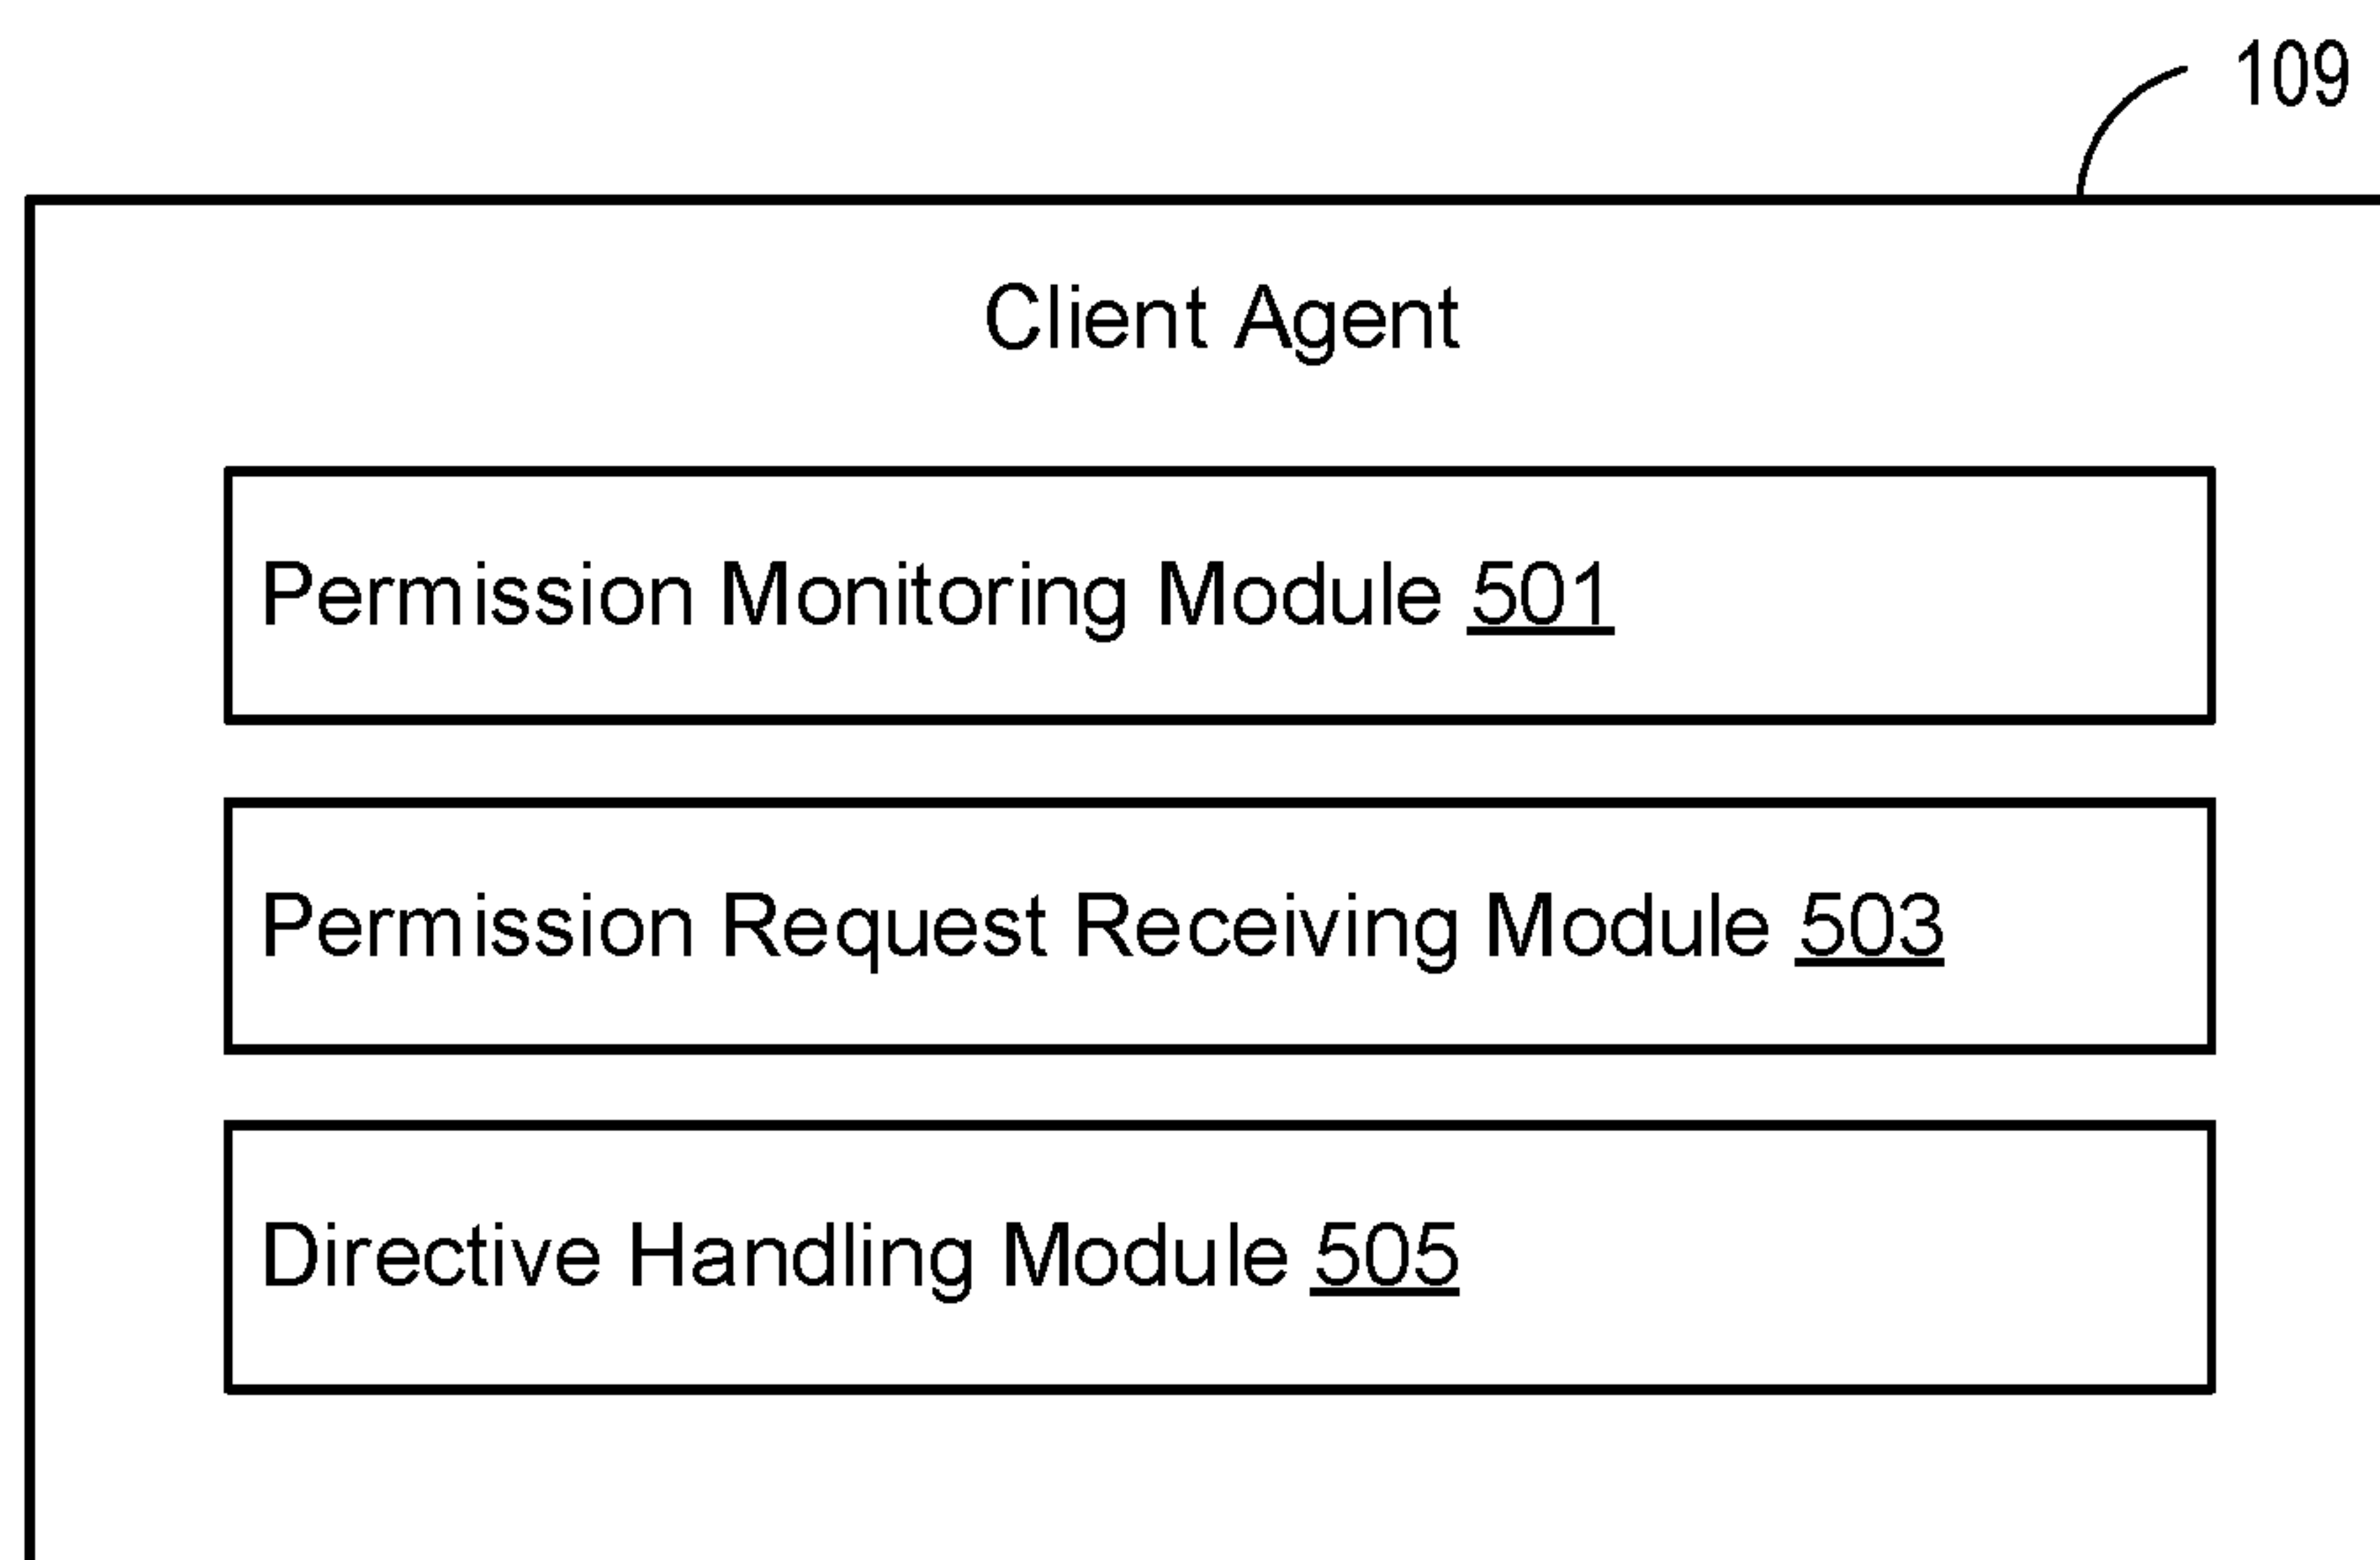 109
Client Agent
Permission Monitoring Module 501
Permission Request Receiving Module 503
Directive Handling Module 505